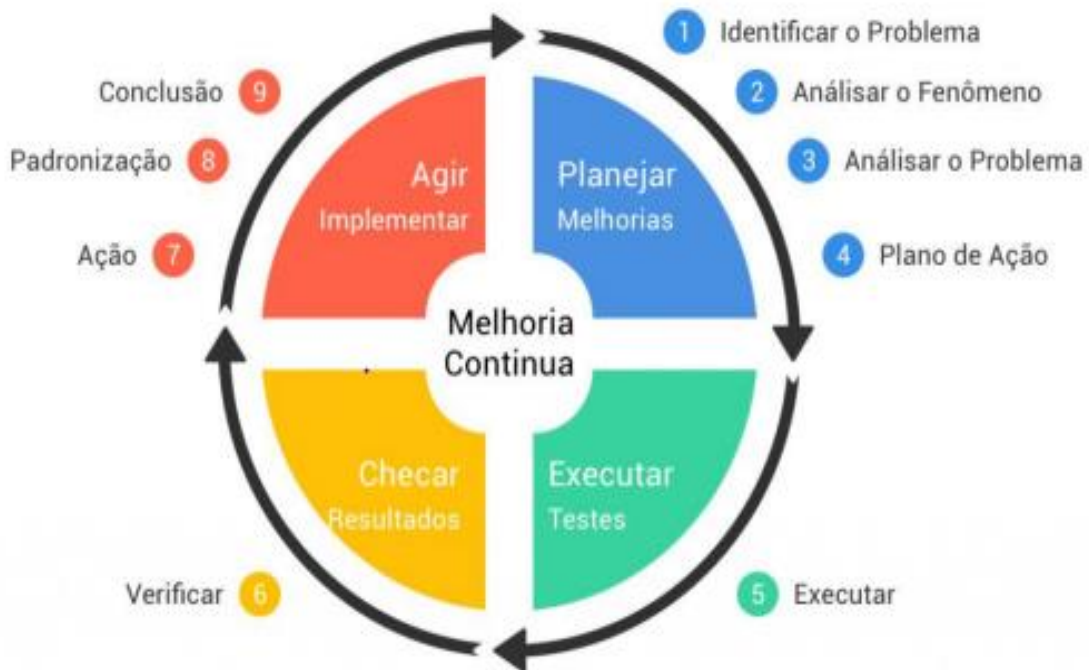 1 Identificar o Problema
2 Análisar o Fenômeno
3 Análisar o Problema
4 Plano de Ação
5 Executar
6 Verificar
7 Ação
8 Padronização
9 Conclusão
Planejar
Melhorias
Executar
Testes
Checar
Resultados
Agir
Implementar
Melhoria
Continua